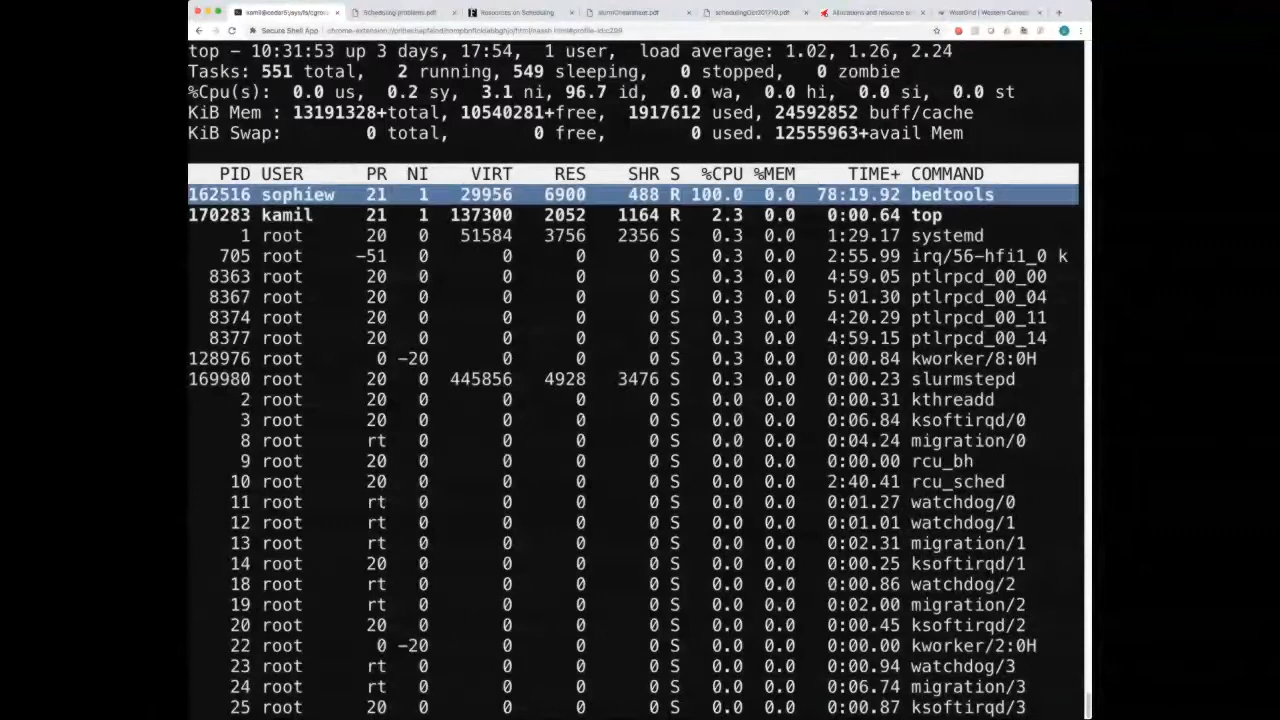 kamil@cedar5:/sys/fs/cgrou Scheduling problems.pdf Resources on Scheduling slurmCheatsheet.pdf schedulingOct201710.pdf Allocations and resource sc WestGrid | Western Canada
Secure Shell App
top - 10:31:53 up 3 days, 17:54, 1 user, load average: 1.02, 1.26, 2.24
Tasks: 551 total, 2 running, 549 sleeping, 0 stopped, 0 zombie
%Cpu(s): 0.0 us, 0.2 sy, 3.1 ni, 96.7 id, 0.0 wa, 0.0 hi, 0.0 si, 0.0 st
KiB Mem : 13191328+total, 10540281+free, 1917612 used, 24592852 buff/cache
KiB Swap: 0 total, 0 free, 0 used. 12555963+avail Mem
PID USER PR NI VIRT RES SHR S %CPU %MEM TIME+ COMMAND
162516 sophiew 21 1 29956 6900 488 R 100.0 0.0 78:19.92 bedtools
170283 kamil 21 1 137300 2052 1164 R 2.3 0.0 0:00.64 top
1 root 20 0 51584 3756 2356 S 0.3 0.0 1:29.17 systemd
705 root -51 0 0 0 0 S 0.3 0.0 2:55.99 irq/56-hfi1_0 k
8363 root 20 0 0 0 0 S 0.3 0.0 4:59.05 ptlrpcd_00_00
8367 root 20 0 0 0 0 S 0.3 0.0 5:01.30 ptlrpcd_00_04
8374 root 20 0 0 0 0 S 0.3 0.0 4:20.29 ptlrpcd_00_11
8377 root 20 0 0 0 0 S 0.3 0.0 4:59.15 ptlrpcd_00_14
128976 root 0 -20 0 0 0 S 0.3 0.0 0:00.84 kworker/8:0H
169980 root 20 0 445856 4928 3476 S 0.3 0.0 0:00.23 slurmstepd
2 root 20 0 0 0 0 S 0.0 0.0 0:00.31 kthreadd
3 root 20 0 0 0 0 S 0.0 0.0 0:06.84 ksoftirqd/0
8 root rt 0 0 0 0 S 0.0 0.0 0:04.24 migration/0
9 root 20 0 0 0 0 S 0.0 0.0 0:00.00 rcu_bh
10 root 20 0 0 0 0 S 0.0 0.0 2:40.41 rcu_sched
11 root rt 0 0 0 0 S 0.0 0.0 0:01.27 watchdog/0
12 root rt 0 0 0 0 S 0.0 0.0 0:01.01 watchdog/1
13 root rt 0 0 0 0 S 0.0 0.0 0:02.31 migration/1
14 root 20 0 0 0 0 S 0.0 0.0 0:00.25 ksoftirqd/1
18 root rt 0 0 0 0 S 0.0 0.0 0:00.86 watchdog/2
19 root rt 0 0 0 0 S 0.0 0.0 0:02.00 migration/2
20 root 20 0 0 0 0 S 0.0 0.0 0:00.45 ksoftirqd/2
22 root 0 -20 0 0 0 S 0.0 0.0 0:00.00 kworker/2:0H
23 root rt 0 0 0 0 S 0.0 0.0 0:00.94 watchdog/3
24 root rt 0 0 0 0 S 0.0 0.0 0:06.74 migration/3
25 root 20 0 0 0 0 S 0.0 0.0 0:00.87 ksoftirqd/3